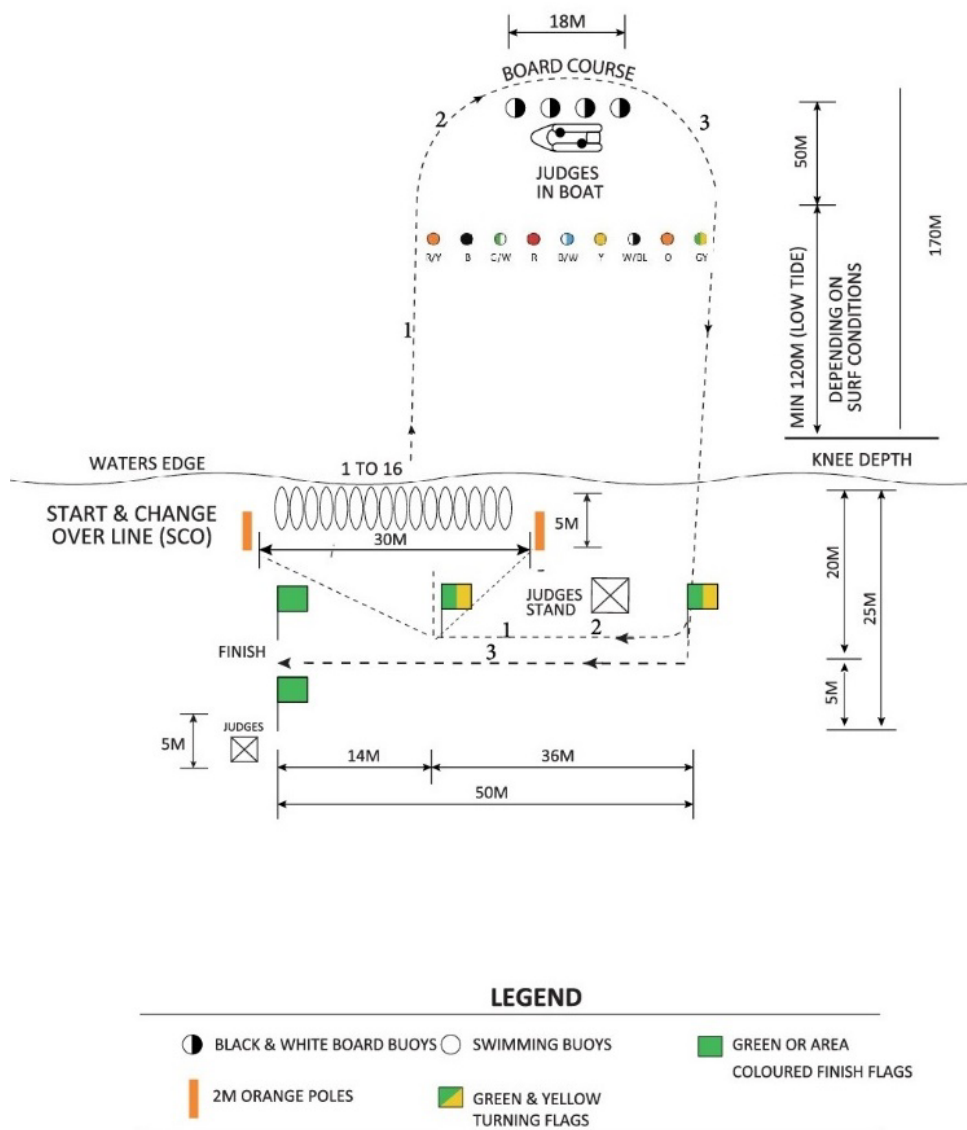 18M
BOARD COURSE
2
3
JUDGES
IN BOAT
50M
170M
R/Y B G/W R B/W Y W/BL O GY
1
MIN 120M (LOW TIDE)
DEPENDING ON
SURF CONDITIONS
WATERS EDGE
1 TO 16
KNEE DEPTH
START & CHANGE
OVER LINE (SCO)
5M
30M
20M
25M
JUDGES
STAND
1
2
FINISH
3
5M
JUDGES
5M
14M
36M
50M
LEGEND
BLACK & WHITE BOARD BUOYS
SWIMMING BUOYS
GREEN OR AREA
COLOURED FINISH FLAGS
2M ORANGE POLES
GREEN & YELLOW
TURNING FLAGS